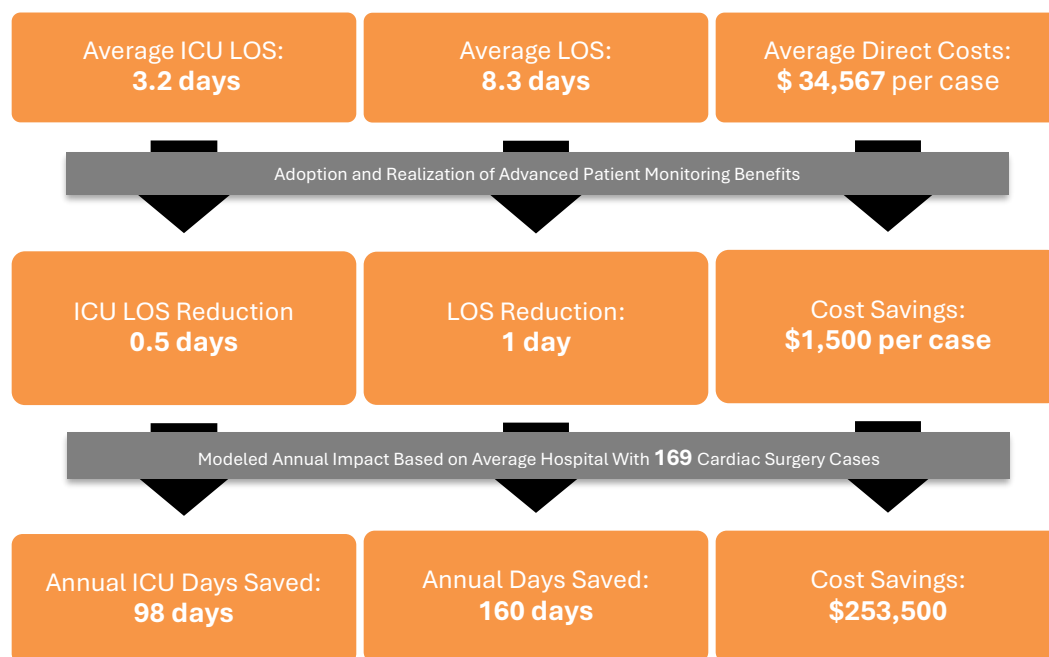 Average ICU LOS:
3.2 days
Average LOS:
8.3 days
Average Direct Costs:
$ 34,567 per case
Adoption and Realization of Advanced Patient Monitoring Benefits
ICU LOS Reduction
0.5 days
LOS Reduction:
1 day
Cost Savings:
$1,500 per case
Modeled Annual Impact Based on Average Hospital With 169 Cardiac Surgery Cases
Annual ICU Days Saved:
98 days
Annual Days Saved:
160 days
Cost Savings:
$253,500